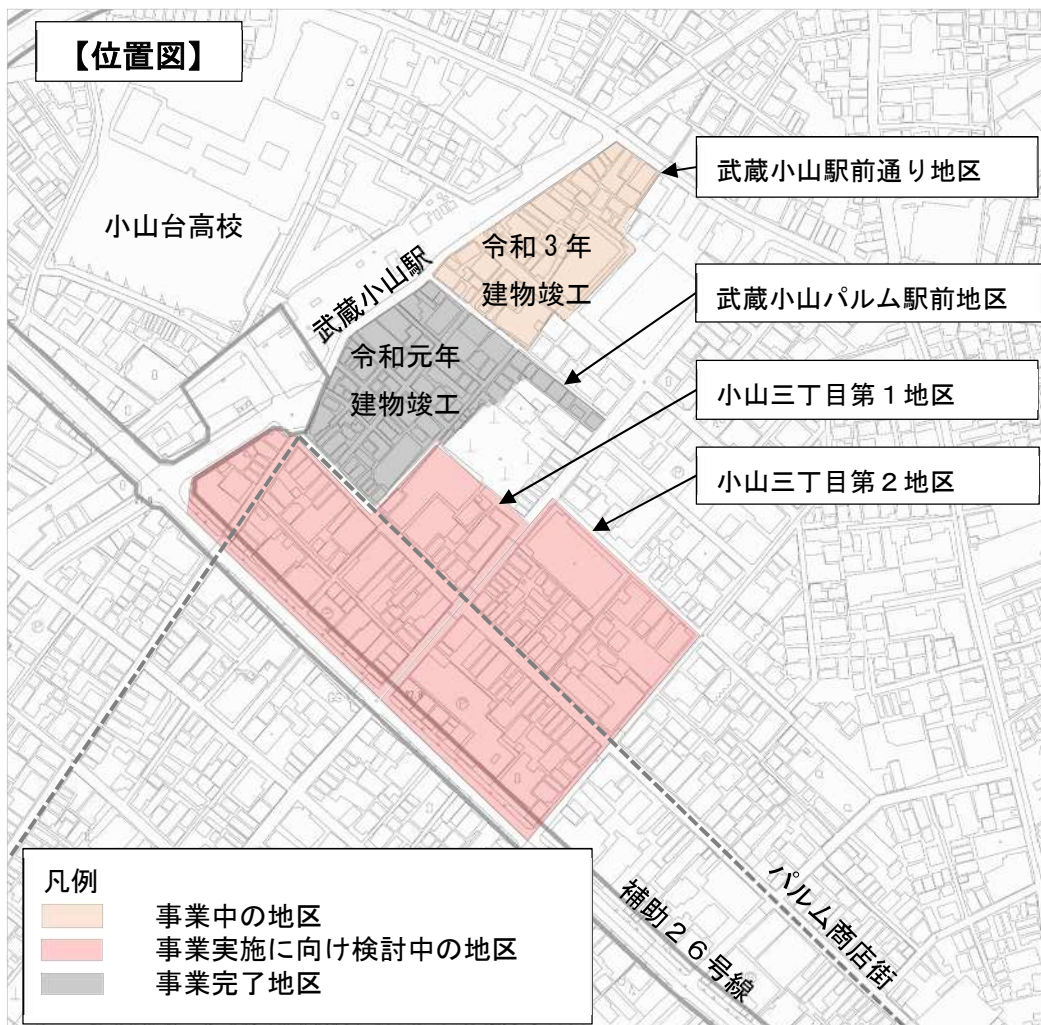 【位置図】
武蔵小山駅前通り地区
小山台高校
令和3年
建物竣工
武蔵小山駅
武蔵小山パルム駅前地区
令和元年
建物竣工
小山三丁目第1地区
小山三丁目第2地区
凡例
事業中の地区
事業実施に向け検討中の地区
事業完了地区
補助26号線
パルム商店街